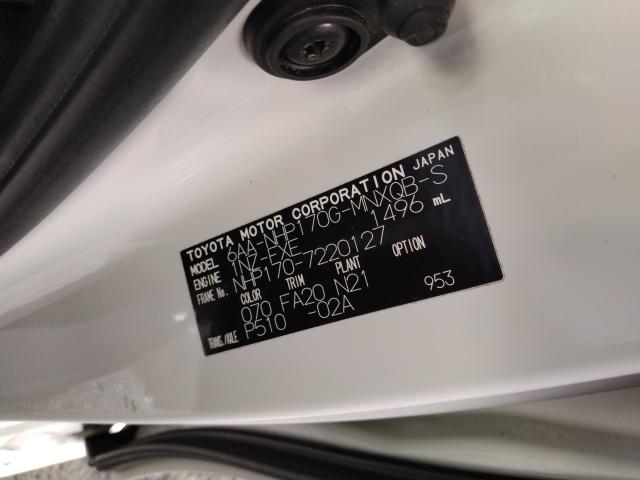 TOYOTA MOTOR CORPORATION JAPAN
MODEL 6AA-NHP170G-MNXQB-S
ENGINE 1NZ-FXE 1496 mL
FRAME No. NHP170-7220127
COLOR TRIM PLANT OPTION
070 FA20 N21
TRANS./AXLE P510 -02A 953